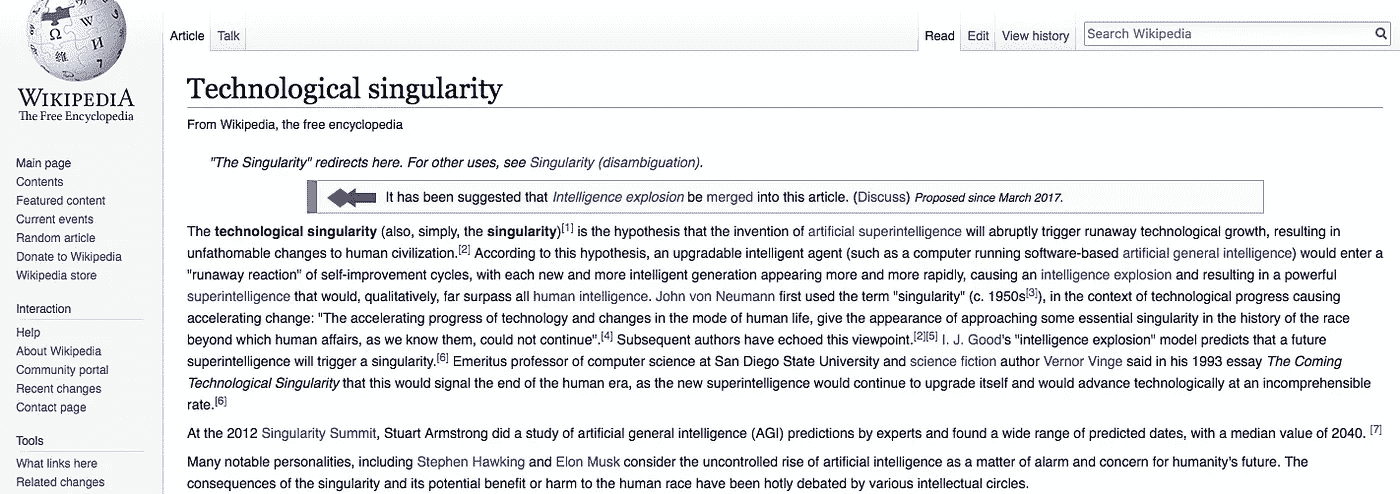 Article Talk Read Edit View history Search Wikipedia
Ω W И 維 7
WIKIPEDIA
The Free Encyclopedia
Main page
Contents
Featured content
Current events
Random article
Donate to Wikipedia
Wikipedia store
Interaction
Help
About Wikipedia
Community portal
Recent changes
Contact page
Tools
What links here
Related changes
Technological singularity
From Wikipedia, the free encyclopedia
"The Singularity" redirects here. For other uses, see Singularity (disambiguation).
It has been suggested that Intelligence explosion be merged into this article. (Discuss) Proposed since March 2017.
The technological singularity (also, simply, the singularity)[1] is the hypothesis that the invention of artificial superintelligence will abruptly trigger runaway technological growth, resulting in
unfathomable changes to human civilization.[2] According to this hypothesis, an upgradable intelligent agent (such as a computer running software-based artificial general intelligence) would enter a
"runaway reaction" of self-improvement cycles, with each new and more intelligent generation appearing more and more rapidly, causing an intelligence explosion and resulting in a powerful
superintelligence that would, qualitatively, far surpass all human intelligence. John von Neumann first used the term "singularity" (c. 1950s[3]), in the context of technological progress causing
accelerating change: "The accelerating progress of technology and changes in the mode of human life, give the appearance of approaching some essential singularity in the history of the race
beyond which human affairs, as we know them, could not continue".[4] Subsequent authors have echoed this viewpoint.[2][5] I. J. Good's "intelligence explosion" model predicts that a future
superintelligence will trigger a singularity.[6] Emeritus professor of computer science at San Diego State University and science fiction author Vernor Vinge said in his 1993 essay The Coming
Technological Singularity that this would signal the end of the human era, as the new superintelligence would continue to upgrade itself and would advance technologically at an incomprehensible
rate.[6]
At the 2012 Singularity Summit, Stuart Armstrong did a study of artificial general intelligence (AGI) predictions by experts and found a wide range of predicted dates, with a median value of 2040. [7]
Many notable personalities, including Stephen Hawking and Elon Musk consider the uncontrolled rise of artificial intelligence as a matter of alarm and concern for humanity's future. The
consequences of the singularity and its potential benefit or harm to the human race have been hotly debated by various intellectual circles.